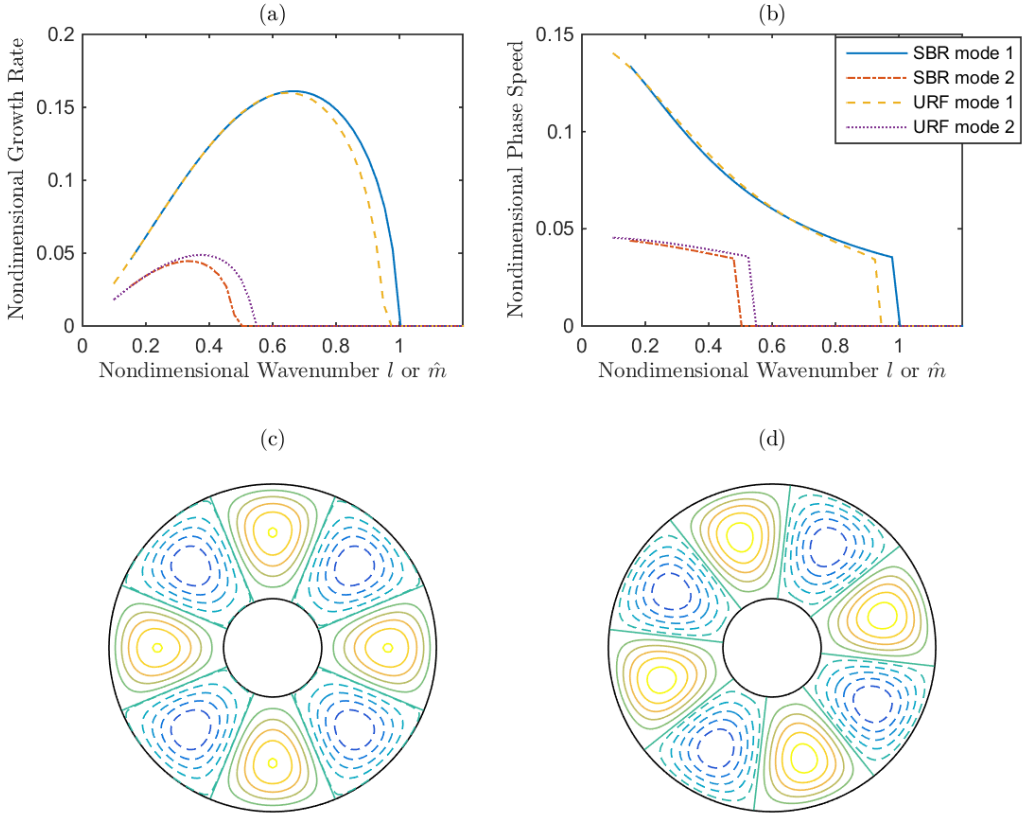 (a)
Nondimensional Growth Rate
0.2
0.15
0.1
0.05
0
0 0.2 0.4 0.6 0.8 1
Nondimensional Wavenumber l or m̂
(b)
Nondimensional Phase Speed
0.15
0.1
0.05
0
0 0.2 0.4 0.6 0.8 1
Nondimensional Wavenumber l or m̂
SBR mode 1
SBR mode 2
URF mode 1
URF mode 2
(c)
(d)